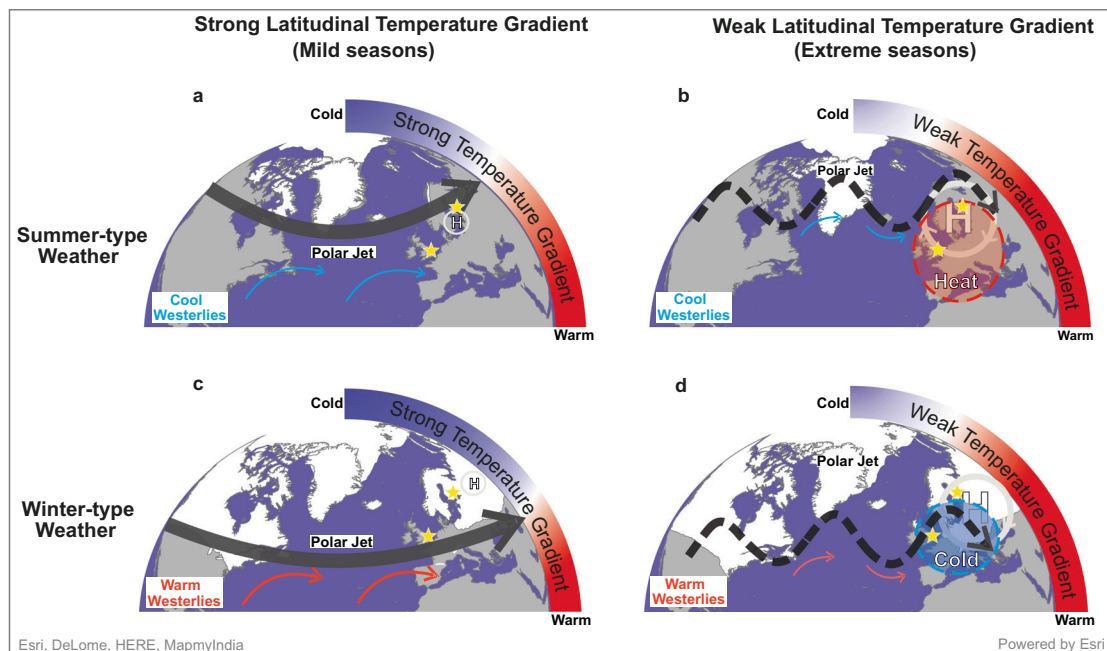 Strong Latitudinal Temperature Gradient
(Mild seasons)
Weak Latitudinal Temperature Gradient
(Extreme seasons)
Summer-type
Weather
a
Cold
Strong Temperature Gradient
H
Polar Jet
Cool
Westerlies
Warm
b
Cold
Weak Temperature Gradient
Polar Jet
H
Heat
Cool
Westerlies
Warm
Winter-type
Weather
c
Cold
Strong Temperature Gradient
H
Polar Jet
Warm
Westerlies
Warm
d
Cold
Weak Temperature Gradient
Polar Jet
H
Cold
Warm
Westerlies
Warm
Esri, DeLome, HERE, MapmyIndia
Powered by Esri